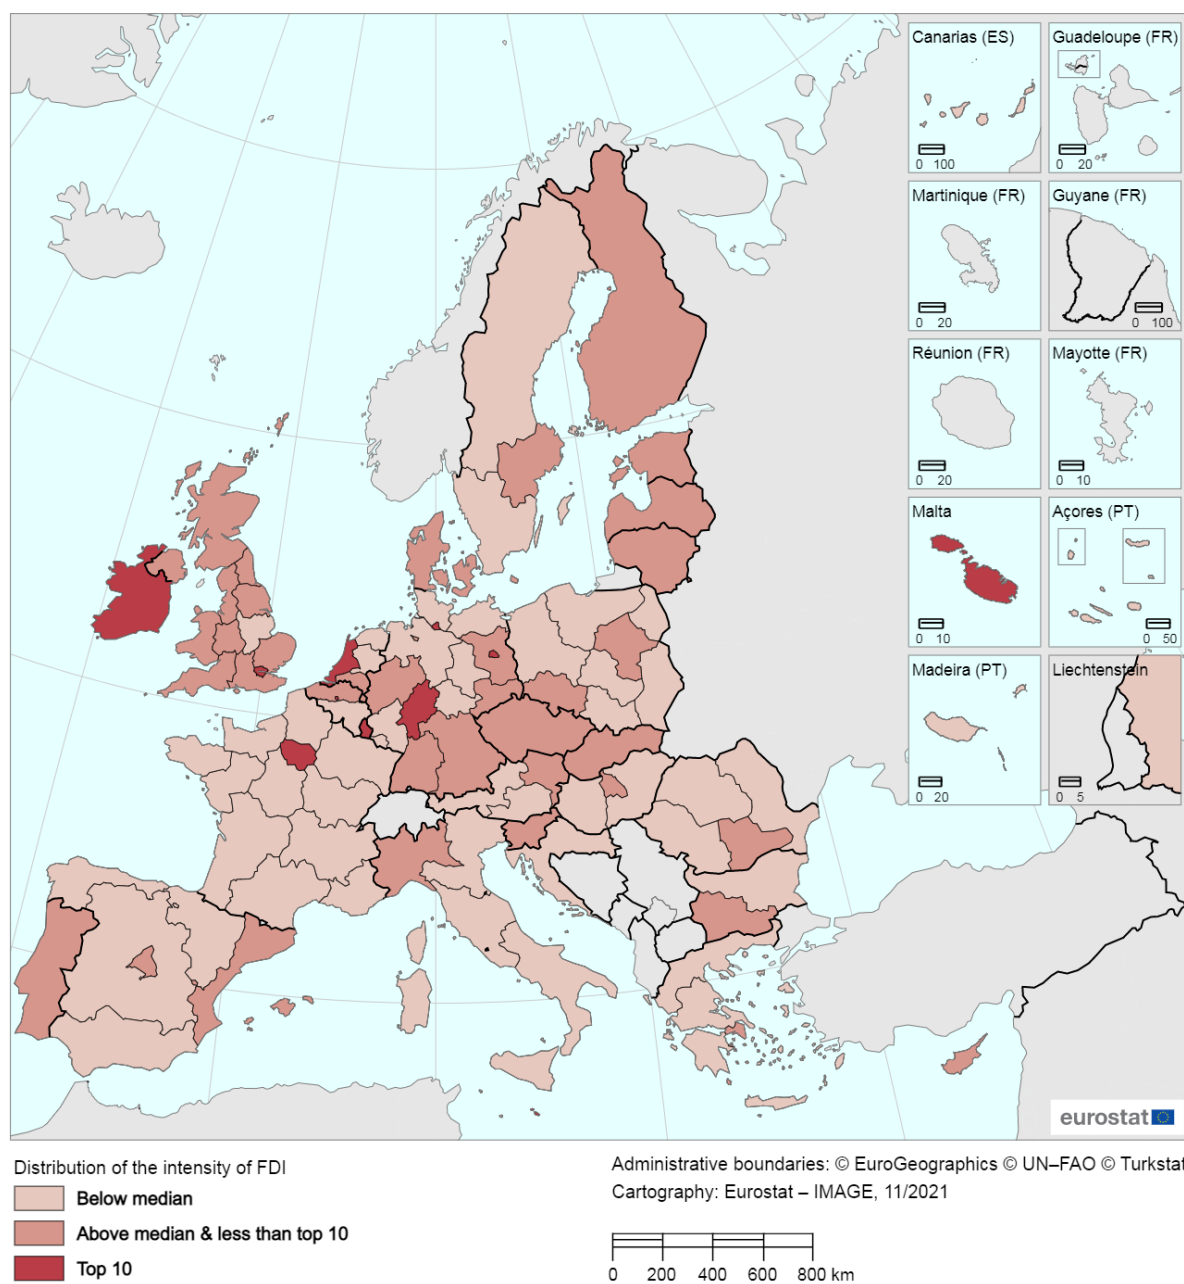 Canarias (ES)
0 100
Guadeloupe (FR)
0 20
Martinique (FR)
0 20
Guyane (FR)
0 100
Réunion (FR)
0 20
Mayotte (FR)
0 10
Malta
0 10
Açores (PT)
0 50
Madeira (PT)
0 20
Liechtenstein
0 5
eurostat
Distribution of the intensity of FDI
Below median
Above median & less than top 10
Top 10
Administrative boundaries: © EuroGeographics © UN–FAO © Turkstat
Cartography: Eurostat – IMAGE, 11/2021
0 200 400 600 800 km